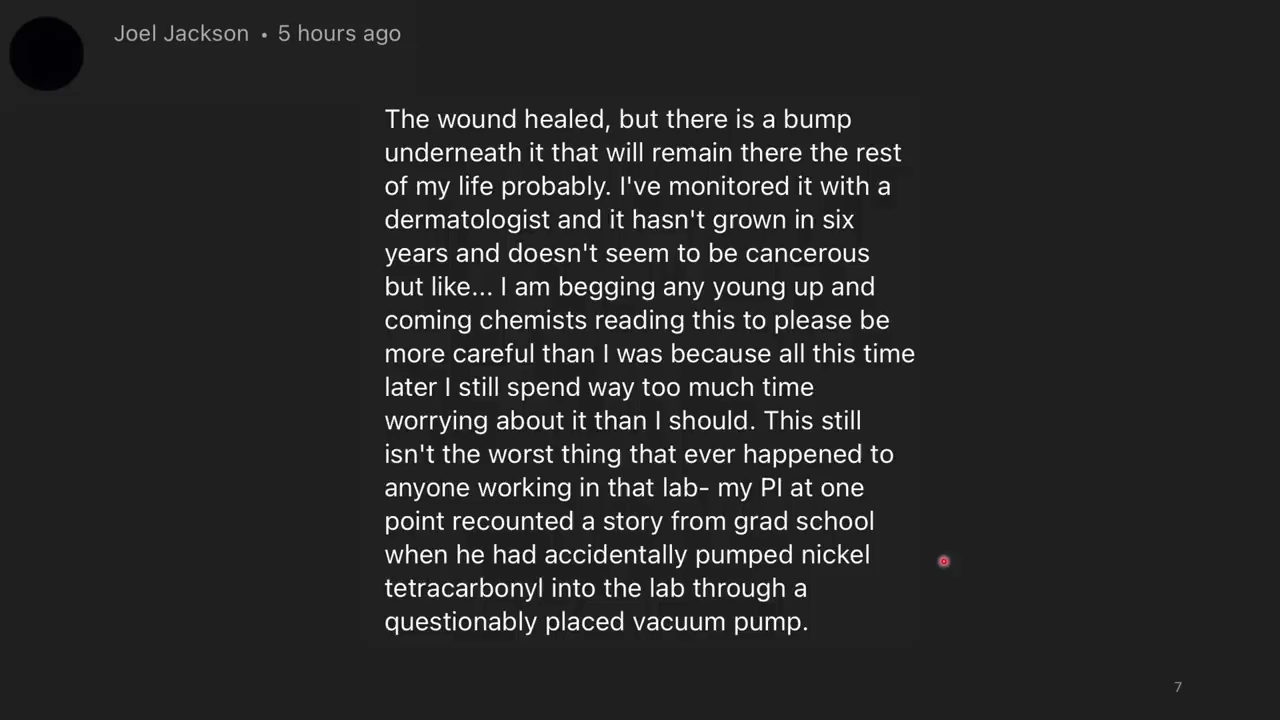 Joel Jackson • 5 hours ago
The wound healed, but there is a bump
underneath it that will remain there the rest
of my life probably. I've monitored it with a
dermatologist and it hasn't grown in six
years and doesn't seem to be cancerous
but like... I am begging any young up and
coming chemists reading this to please be
more careful than I was because all this time
later I still spend way too much time
worrying about it than I should. This still
isn't the worst thing that ever happened to
anyone working in that lab- my PI at one
point recounted a story from grad school
when he had accidentally pumped nickel
tetracarbonyl into the lab through a
questionably placed vacuum pump.
7